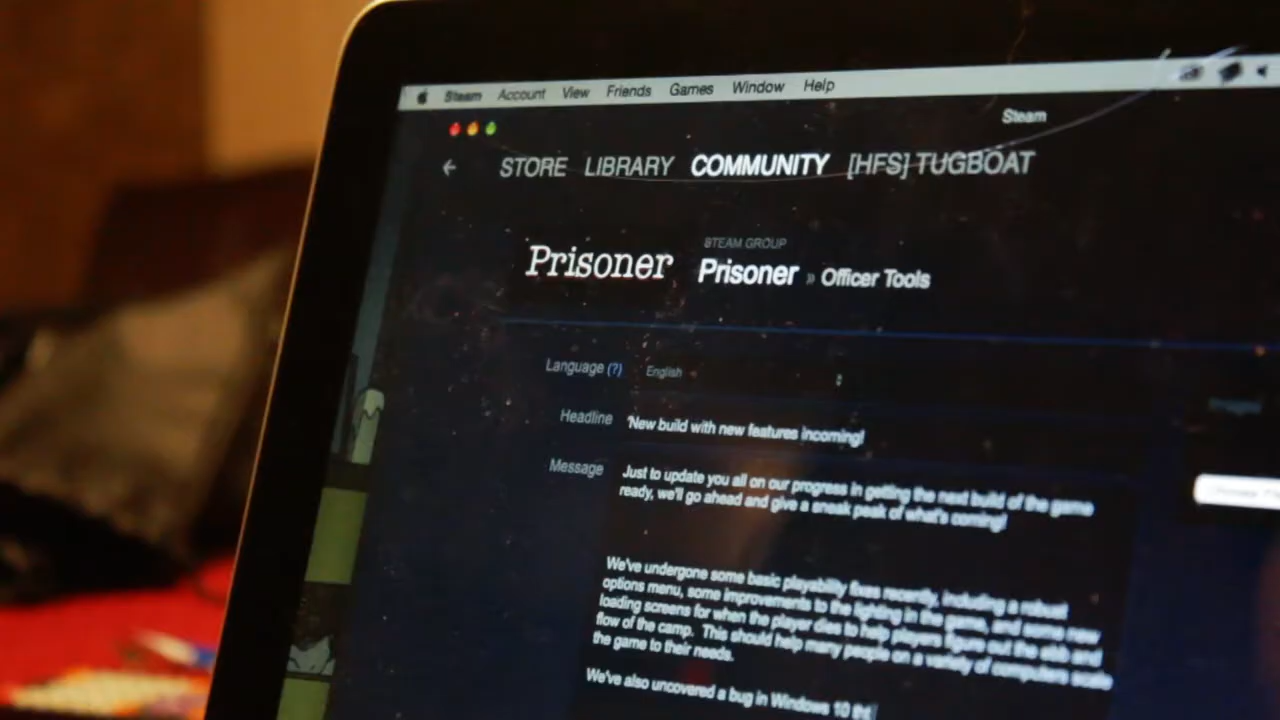 Steam Account View Friends Games Window Help
Steam
STORE LIBRARY COMMUNITY [HFS] TUGBOAT
STEAM GROUP
Prisoner Prisoner » Officer Tools
Language (?) English
Headline 'New build with new features incoming!
Message Just to update you all on our progress in getting the next build of the game
ready, we'll go ahead and give a sneak peak of what's coming!
We've undergone some basic playability fixes recently, including a robust
options menu, some improvements to the lighting in the game, and some new
loading screens for when the player dies to help players figure out the ebb and
flow of the camp. This should help many people on a variety of computers scale
the game to their needs.
We've also uncovered a bug in Windows 10 tht